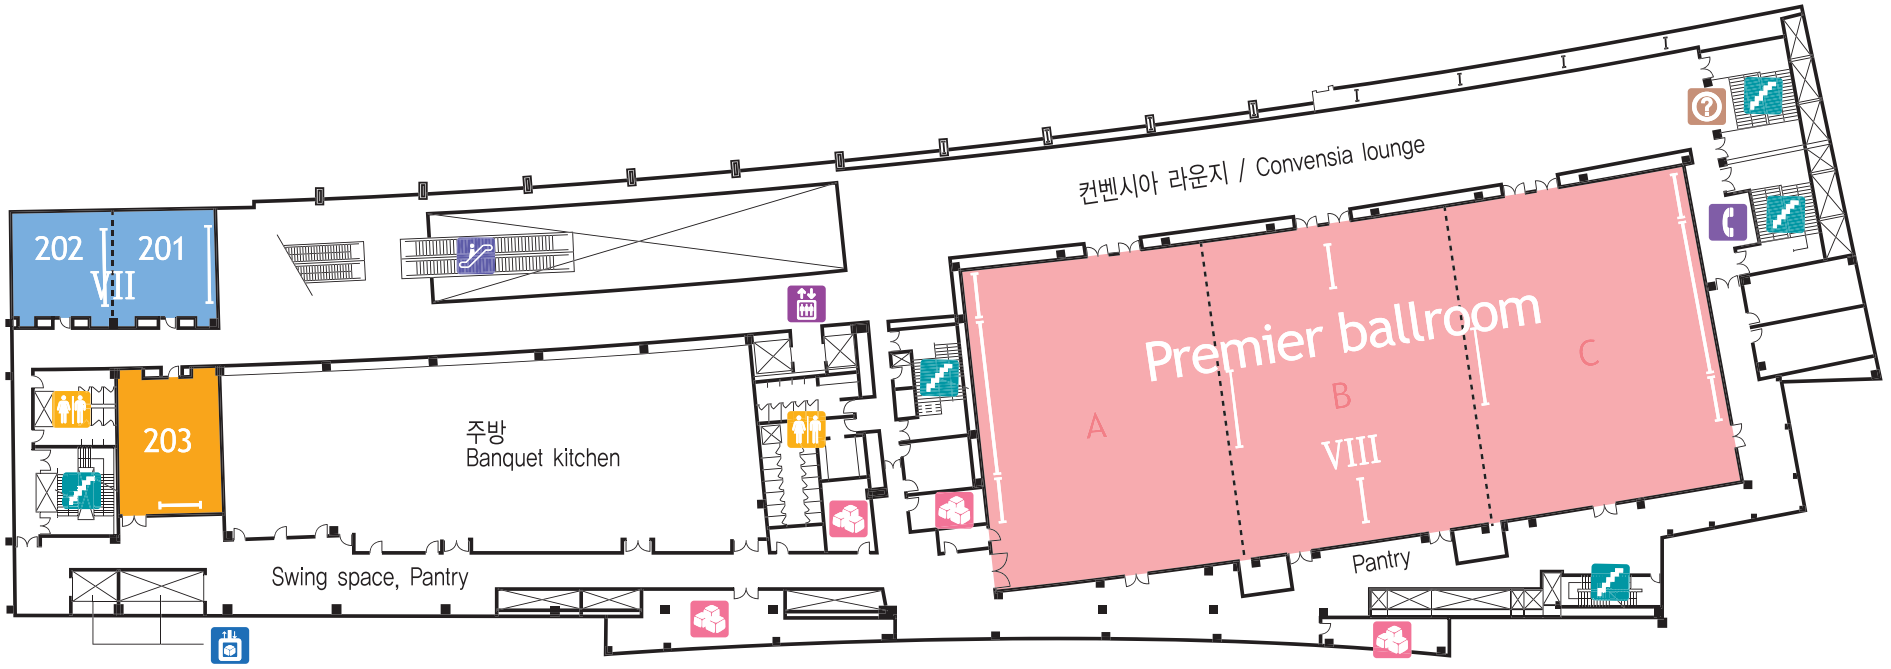 컨벤시아 라운지 / Convensia lounge
202
201
VII
Premier ballroom
A
B
C
VIII
203
주방
Banquet kitchen
Swing space, Pantry
Pantry